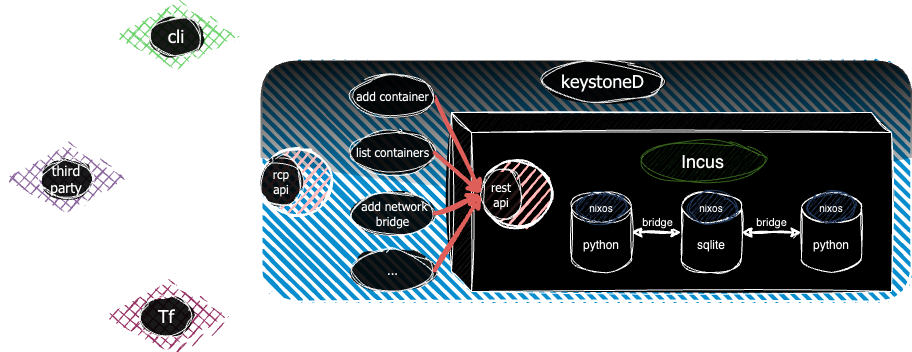 cli
keystoneD
add container
list containers
Incus
third
party
rcp
api
rest
api
add network
bridge
nixos
nixos
nixos
bridge
bridge
python
sqlite
python
...
Tf